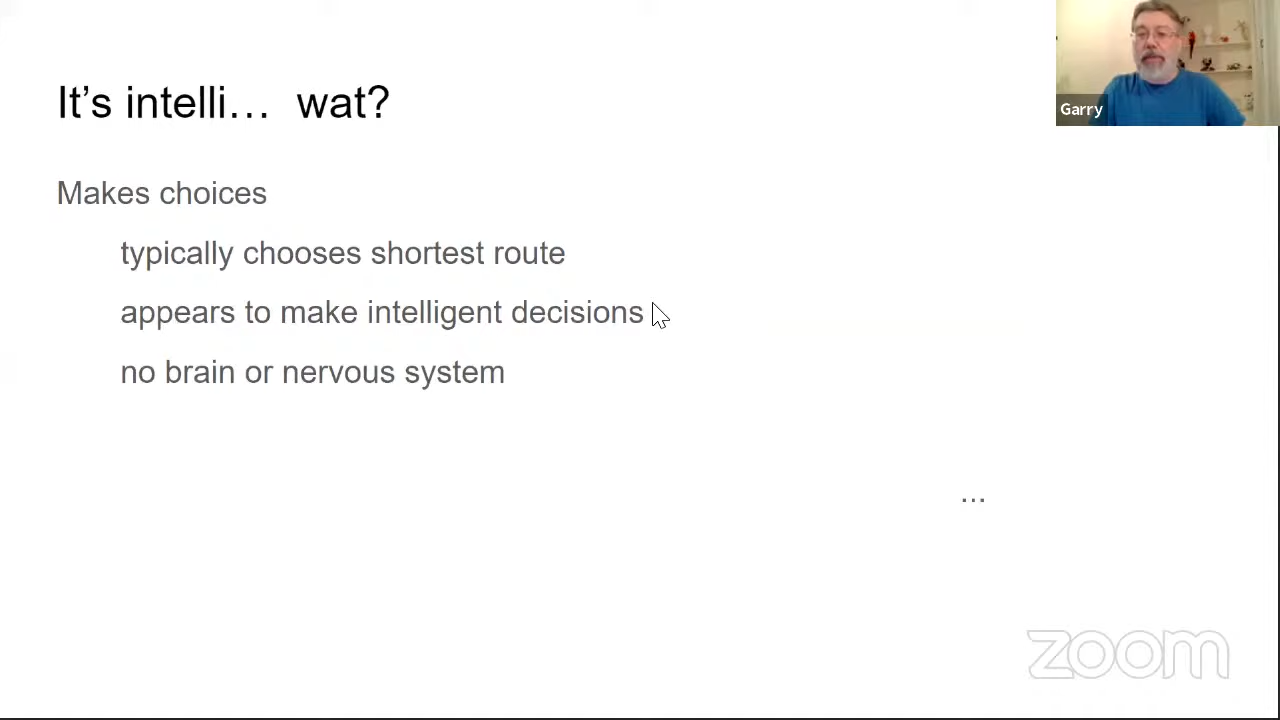 It’s intelli…  wat?
Garry
Makes choices
typically chooses shortest route
appears to make intelligent decisions
no brain or nervous system
...
zoom